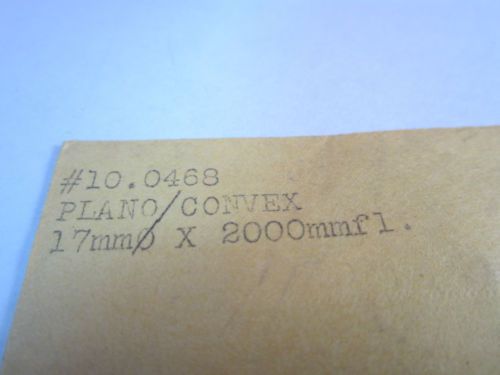 #10.0468
PLANO/CONVEX
17mmØ X 2000mmfl.